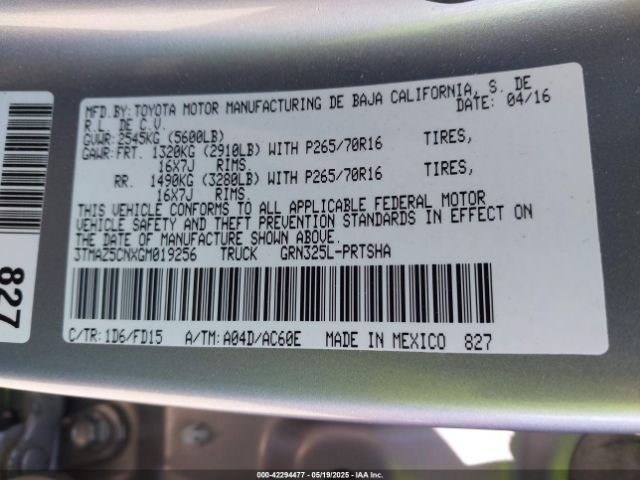 MFD.BY: TOYOTA MOTOR MANUFACTURING DE BAJA CALIFORNIA, S. DE
R.L. DE C.V. DATE: 04/16
GVWR: 2545KG (5600LB)
GAWR: FRT. 1320KG (2910LB) WITH P265/70R16 TIRES,
16X7J RIMS,
RR. 1490KG (3280LB) WITH P265/70R16 TIRES,
16X7J RIMS.
THIS VEHICLE CONFORMS TO ALL APPLICABLE FEDERAL MOTOR
VEHICLE SAFETY AND THEFT PREVENTION STANDARDS IN EFFECT ON
THE DATE OF MANUFACTURE SHOWN ABOVE.
3TMAZ5CNXGM019256 TRUCK GRN325L-PRTSHA
C/TR: 1D6/FD15 A/TM: A04D/AC60E MADE IN MEXICO 827
827
000-42294477 - 05/19/2025 - IAA Inc.